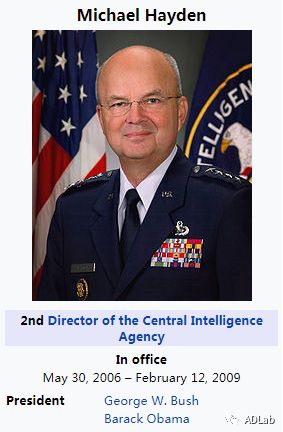 Michael Hayden
INTELLIGENCE
2nd Director of the Central Intelligence
Agency
In office
May 30, 2006 – February 12, 2009
President George W. Bush
Barack Obama
ADLab